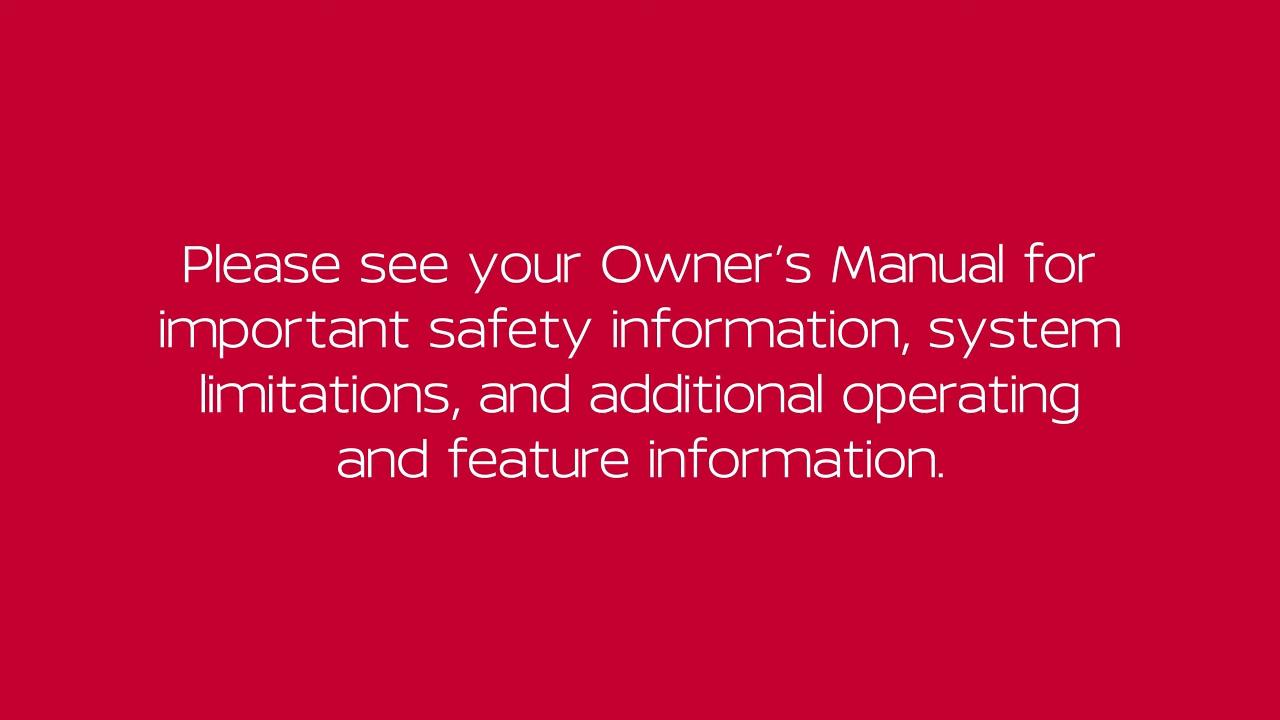 Please see your Owner’s Manual for
important safety information, system
limitations, and additional operating
and feature information.